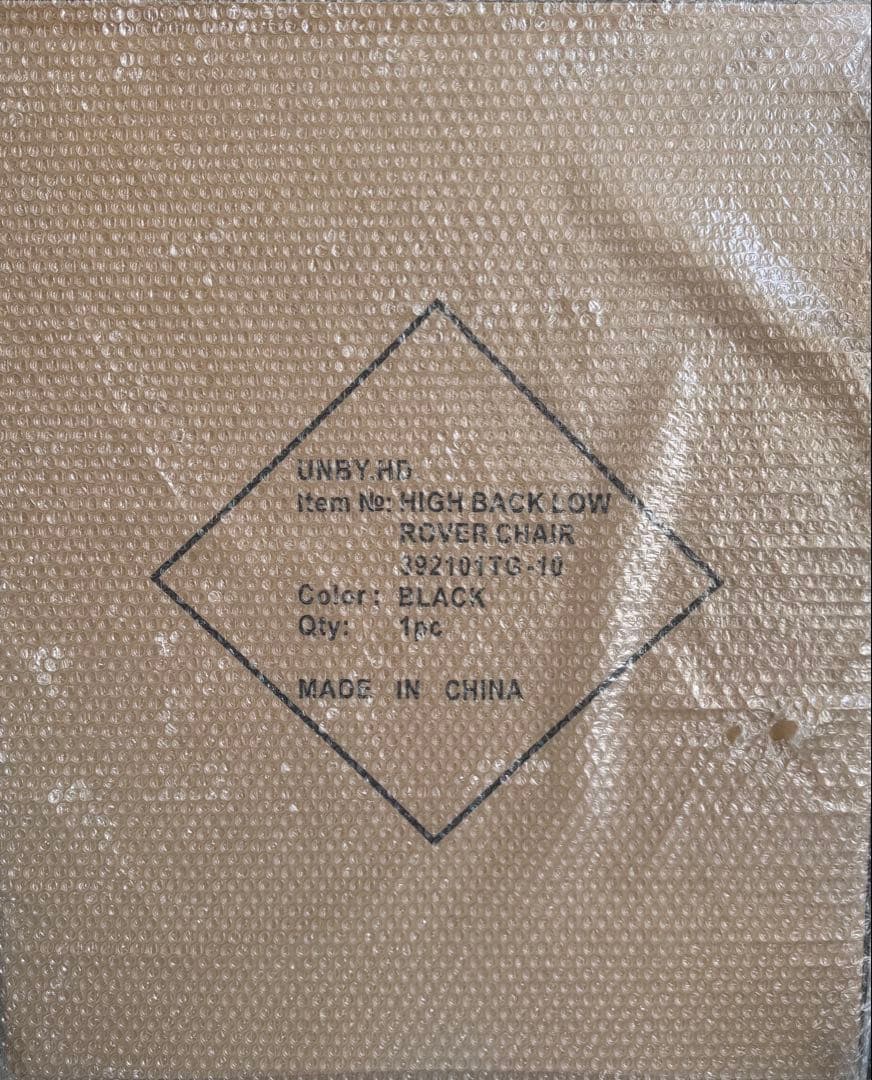 UNBY.HD
Item №: HIGH BACK LOW
ROVER CHAIR
392101TG-10
Color: BLACK
Qty: 1pc
MADE IN CHINA